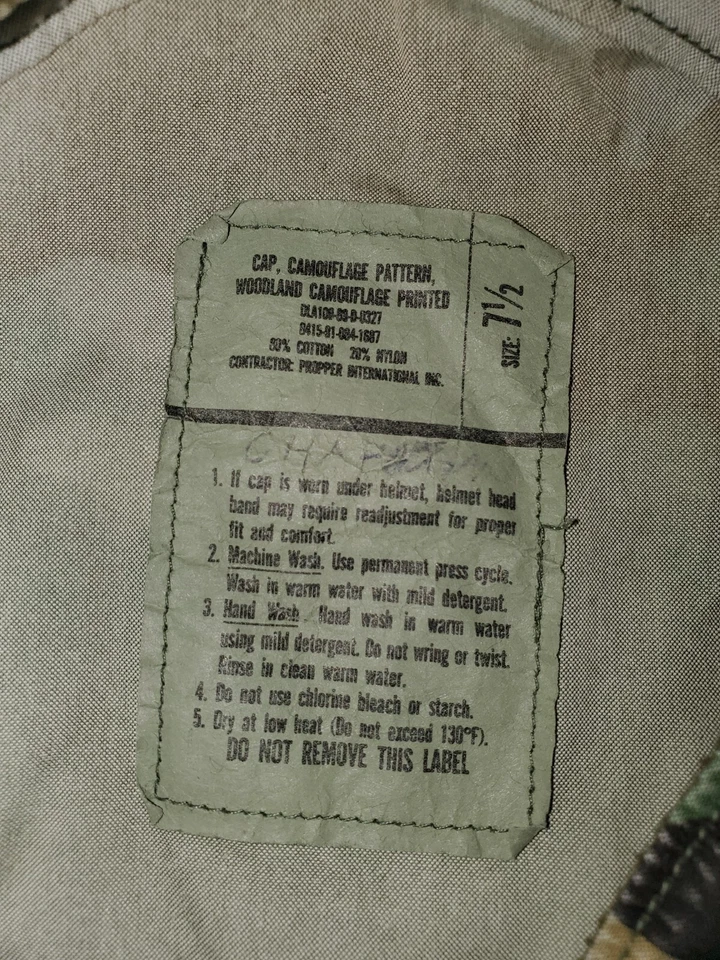 CAP, CAMOUFLAGE PATTERN,
WOODLAND CAMOUFLAGE PRINTED
80% COTTON 20% NYLON
CONTRACTOR: PROPPER INTERNATIONAL INC.
SIZE: 7½
1. If cap is worn under helmet, helmet head
band may require readjustment for proper
fit and comfort.
2. Machine Wash. Use permanent press cycle.
Wash in warm water with mild detergent.
3. Hand Wash. Hand wash in warm water
using mild detergent. Do not wring or twist.
Rinse in clean warm water.
4. Do not use chlorine bleach or starch.
5. Dry at low heat (Do not exceed 130°F).
DO NOT REMOVE THIS LABEL